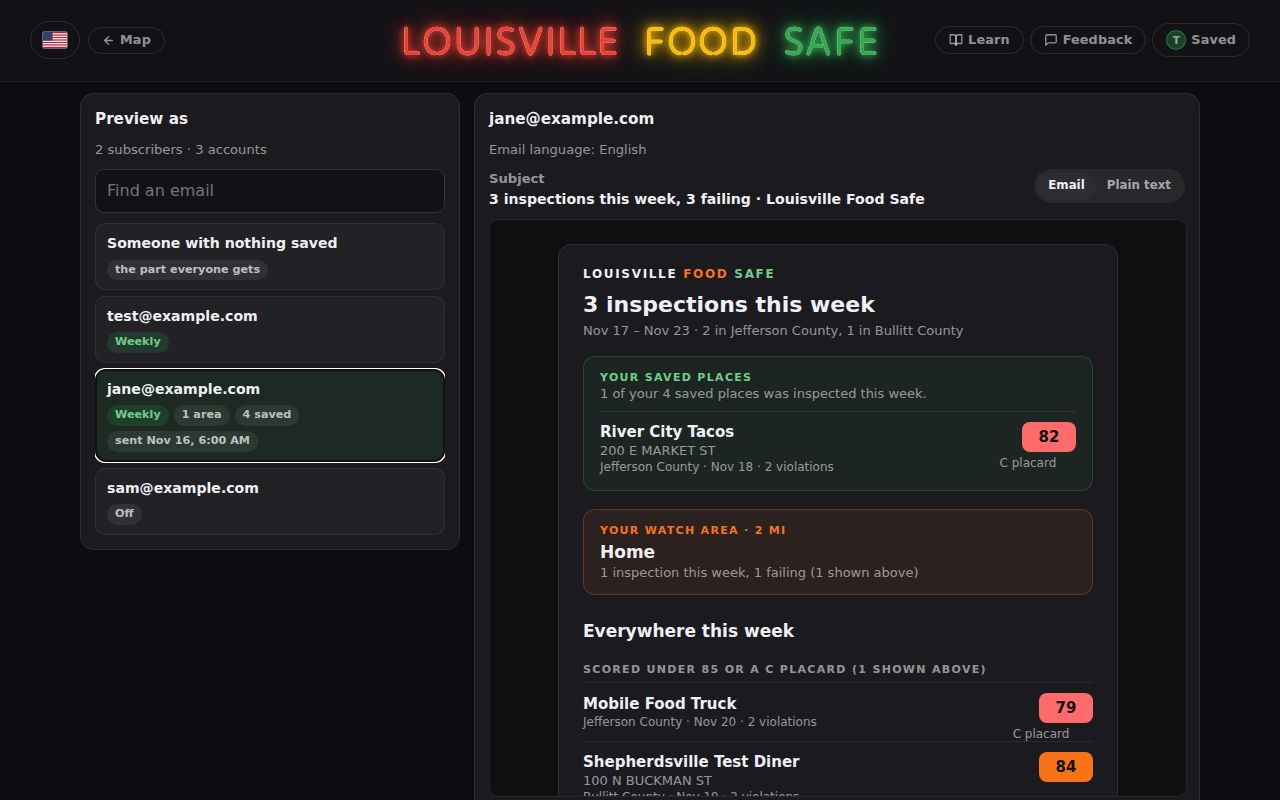 Map
LOUISVILLE FOOD SAFE
Learn
Feedback
T
Saved
Preview as
2 subscribers · 3 accounts
Find an email
Someone with nothing saved
the part everyone gets
test@example.com
Weekly
jane@example.com
Weekly
1 area
4 saved
sent Nov 16, 6:00 AM
sam@example.com
Off
jane@example.com
Email language: English
Subject
3 inspections this week, 3 failing · Louisville Food Safe
Email
Plain text
LOUISVILLE FOOD SAFE
3 inspections this week
Nov 17 – Nov 23 · 2 in Jefferson County, 1 in Bullitt County
YOUR SAVED PLACES
1 of your 4 saved places was inspected this week.
River City Tacos
82
200 E MARKET ST
C placard
Jefferson County · Nov 18 · 2 violations
YOUR WATCH AREA · 2 MI
Home
1 inspection this week, 1 failing (1 shown above)
Everywhere this week
SCORED UNDER 85 OR A C PLACARD (1 SHOWN ABOVE)
Mobile Food Truck
79
Jefferson County · Nov 20 · 2 violations
C placard
Shepherdsville Test Diner
84
100 N BUCKMAN ST
Bullitt County · Nov 19 · 2 violations